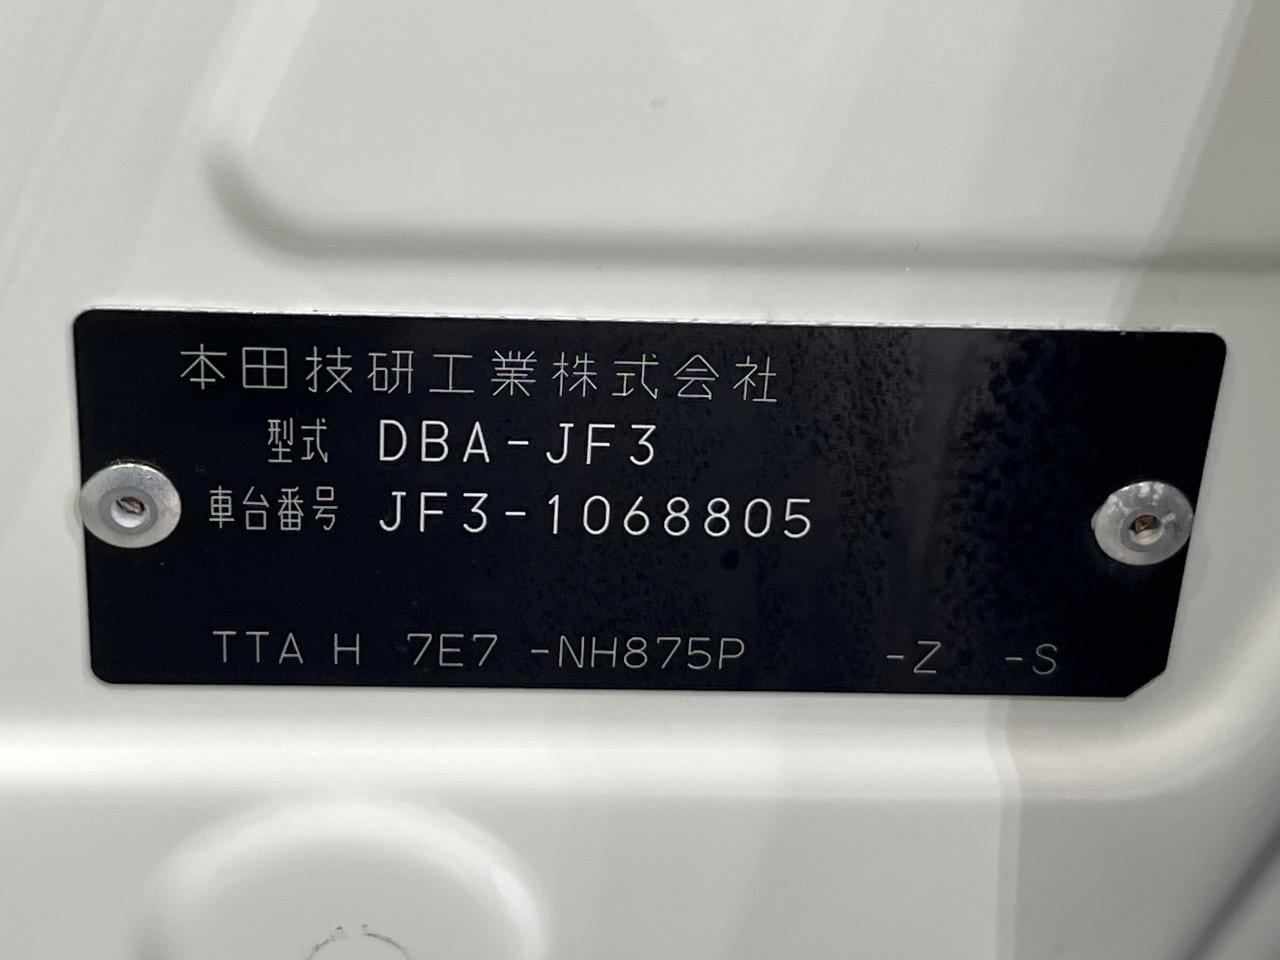 本田技研工業株式会社
型式 DBA-JF3
車台番号 JF3-1068805
TTA H 7E7 -NH875P -Z -S